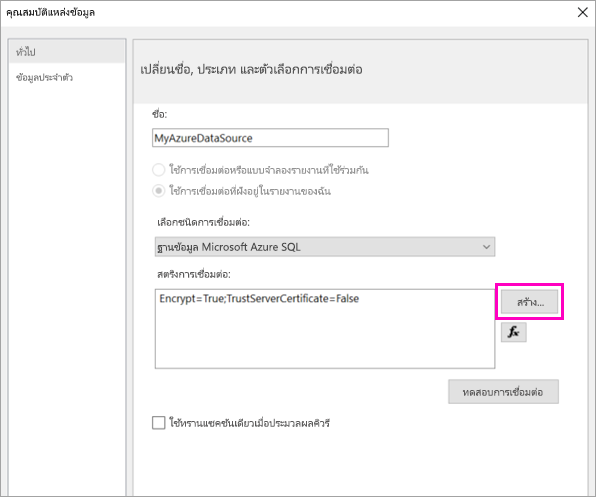 คุณสมบัติแหล่งข้อมูล
ทั่วไป
ข้อมูลประจำตัว
เปลี่ยนชื่อ, ประเภท และตัวเลือกการเชื่อมต่อ
ชื่อ:
MyAzureDataSource
ใช้การเชื่อมต่อหรือแบบจำลองรายงานที่ใช้ร่วมกัน
ใช้การเชื่อมต่อที่ฝังอยู่ในรายงานของฉัน
เลือกชนิดการเชื่อมต่อ:
ฐานข้อมูล Microsoft Azure SQL
สตริงการเชื่อมต่อ:
Encrypt=True;TrustServerCertificate=False
สร้าง...
fx
ทดสอบการเชื่อมต่อ
ใช้ทรานแซคชันเดียวเมื่อประมวลผลคิวรี